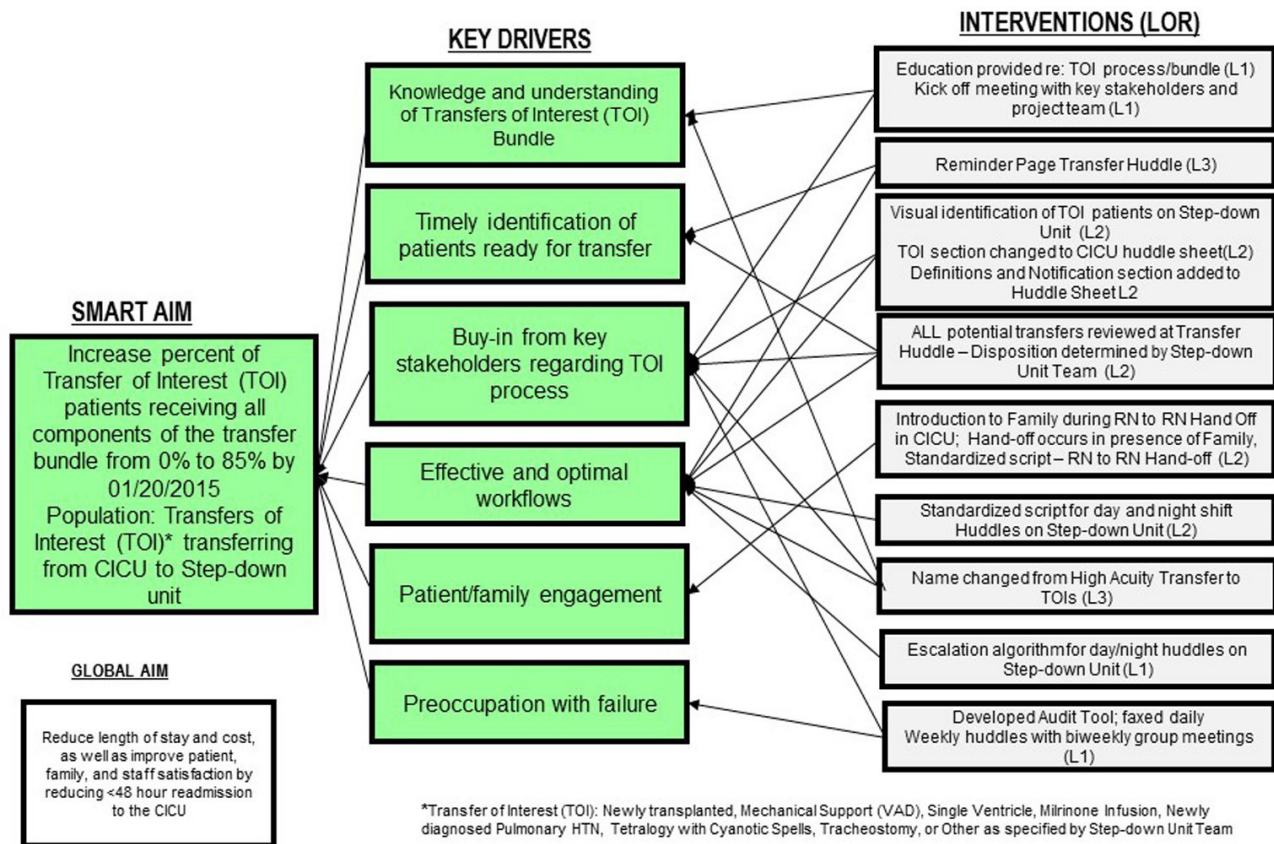 SMART AIM
Increase percent of
Transfer of Interest (TOI)
patients receiving all
components of the transfer
bundle from 0% to 85% by
01/20/2015
Population: Transfers of
Interest (TOI)* transferring
from CICU to Step-down
unit
GLOBAL AIM
Reduce length of stay and cost,
as well as improve patient,
family, and staff satisfaction by
reducing <48 hour readmission
to the CICU
KEY DRIVERS
Knowledge and understanding
of Transfers of Interest (TOI)
Bundle
Timely identification of
patients ready for transfer
Buy-in from key
stakeholders regarding TOI
process
Effective and optimal
workflows
Patient/family engagement
Preoccupation with failure
INTERVENTIONS (LOR)
Education provided re: TOI process/bundle (L1)
Kick off meeting with key stakeholders and
project team (L1)
Reminder Page Transfer Huddle (L3)
Visual identification of TOI patients on Step-down
Unit (L2)
TOI section changed to CICU huddle sheet(L2)
Definitions and Notification section added to
Huddle Sheet L2
ALL potential transfers reviewed at Transfer
Huddle – Disposition determined by Step-down
Unit Team (L2)
Introduction to Family during RN to RN Hand Off
in CICU; Hand-off occurs in presence of Family,
Standardized script – RN to RN Hand-off (L2)
Standardized script for day and night shift
Huddles on Step-down Unit (L2)
Name changed from High Acuity Transfer to
TOIs (L3)
Escalation algorithm for day/night huddles on
Step-down Unit (L1)
Developed Audit Tool; faxed daily
Weekly huddles with biweekly group meetings
(L1)
*Transfer of Interest (TOI): Newly transplanted, Mechanical Support (VAD), Single Ventricle, Milrinone Infusion, Newly
diagnosed Pulmonary HTN, Tetralogy with Cyanotic Spells, Tracheostomy, or Other as specified by Step-down Unit Team